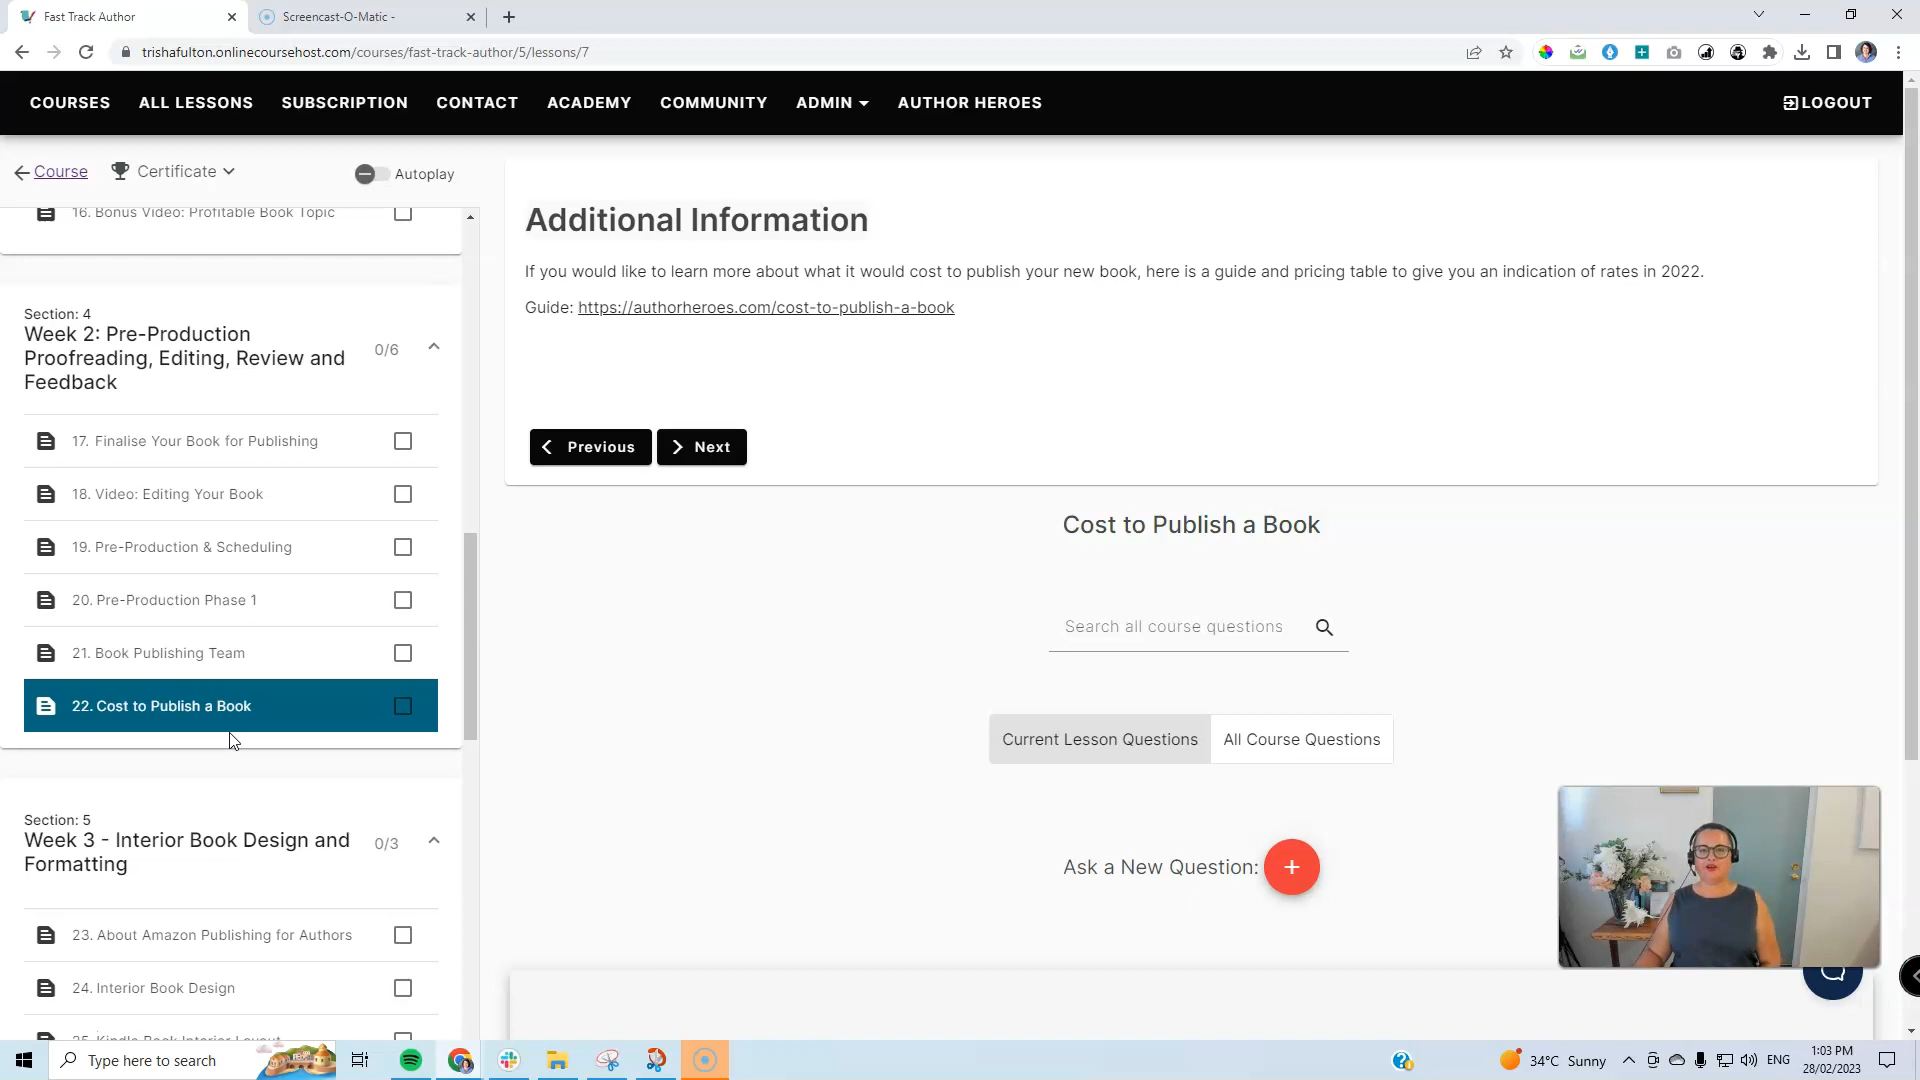 Fast Track Author
Screencast-O-Matic -
trishafulton.onlinecoursehost.com/courses/fast-track-author/5/lessons/7
COURSES
ALL LESSONS
SUBSCRIPTION
CONTACT
ACADEMY
COMMUNITY
ADMIN
AUTHOR HEROES
LOGOUT
Course
Certificate
Autoplay
16. Bonus Video: Profitable Book Topic
Section: 4
Week 2: Pre-Production
Proofreading, Editing, Review and
Feedback
0/6
17. Finalise Your Book for Publishing
18. Video: Editing Your Book
19. Pre-Production & Scheduling
20. Pre-Production Phase 1
21. Book Publishing Team
22. Cost to Publish a Book
Section: 5
Week 3 - Interior Book Design and
Formatting
0/3
23. About Amazon Publishing for Authors
24. Interior Book Design
25. Kindle Book Interior Layout
Additional Information
If you would like to learn more about what it would cost to publish your new book, here is a guide and pricing table to give you an indication of rates in 2022.
Guide: https://authorheroes.com/cost-to-publish-a-book
Previous
Next
Cost to Publish a Book
Search all course questions
Current Lesson Questions
All Course Questions
Ask a New Question:
Type here to search
34°C Sunny
ENG
1:03 PM
28/02/2023